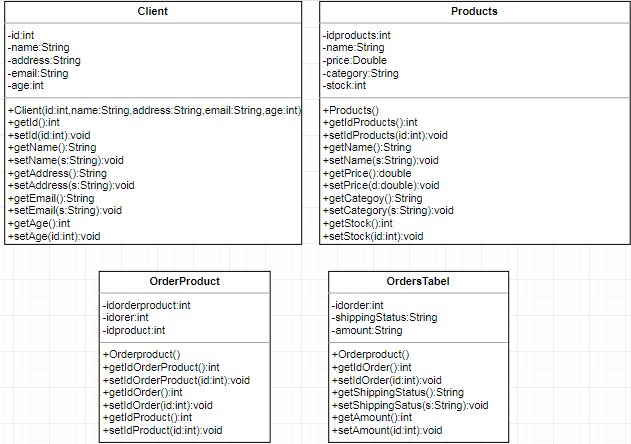 Client
-id:int
-name:String
-address:String
-email:String
-age:int
+Client(id:int,name:String,address:String,email:String,age:int)
+getId():int
+setId(id:int):void
+getName():String
+setName(s:String):void
+getAddress():String
+setAddress(s:String):void
+getEmail():String
+setEmail(s:String):void
+getAge():int
+setAge(id:int):void
Products
-idproducts:int
-name:String
-price:Double
-category:String
-stock:int
+Products()
+getIdProducts():int
+setIdProducts(id:int):void
+getName():String
+setName(s:String):void
+getPrice():double
+setPrice(d:double):void
+getCategoy():String
+setCategory(s:String):void
+getStock():int
+setStock(id:int):void
OrderProduct
-idorderproduct:int
-idorer:int
-idproduct:int
+Orderproduct()
+getIdOrderProduct():int
+setIdOrderProduct(id:int):void
+getIdOrder():int
+setIdOrder(id:int):void
+getIdProduct():int
+setIdProduct(id:int):void
OrdersTabel
-idorder:int
-shippingStatus:String
-amount:String
+Orderproduct()
+getIdOrder():int
+setIdOrder(id:int):void
+getShippingStatus():String
+setShippingSatus(s:String):void
+getAmount():int
+setAmount(id:int):void